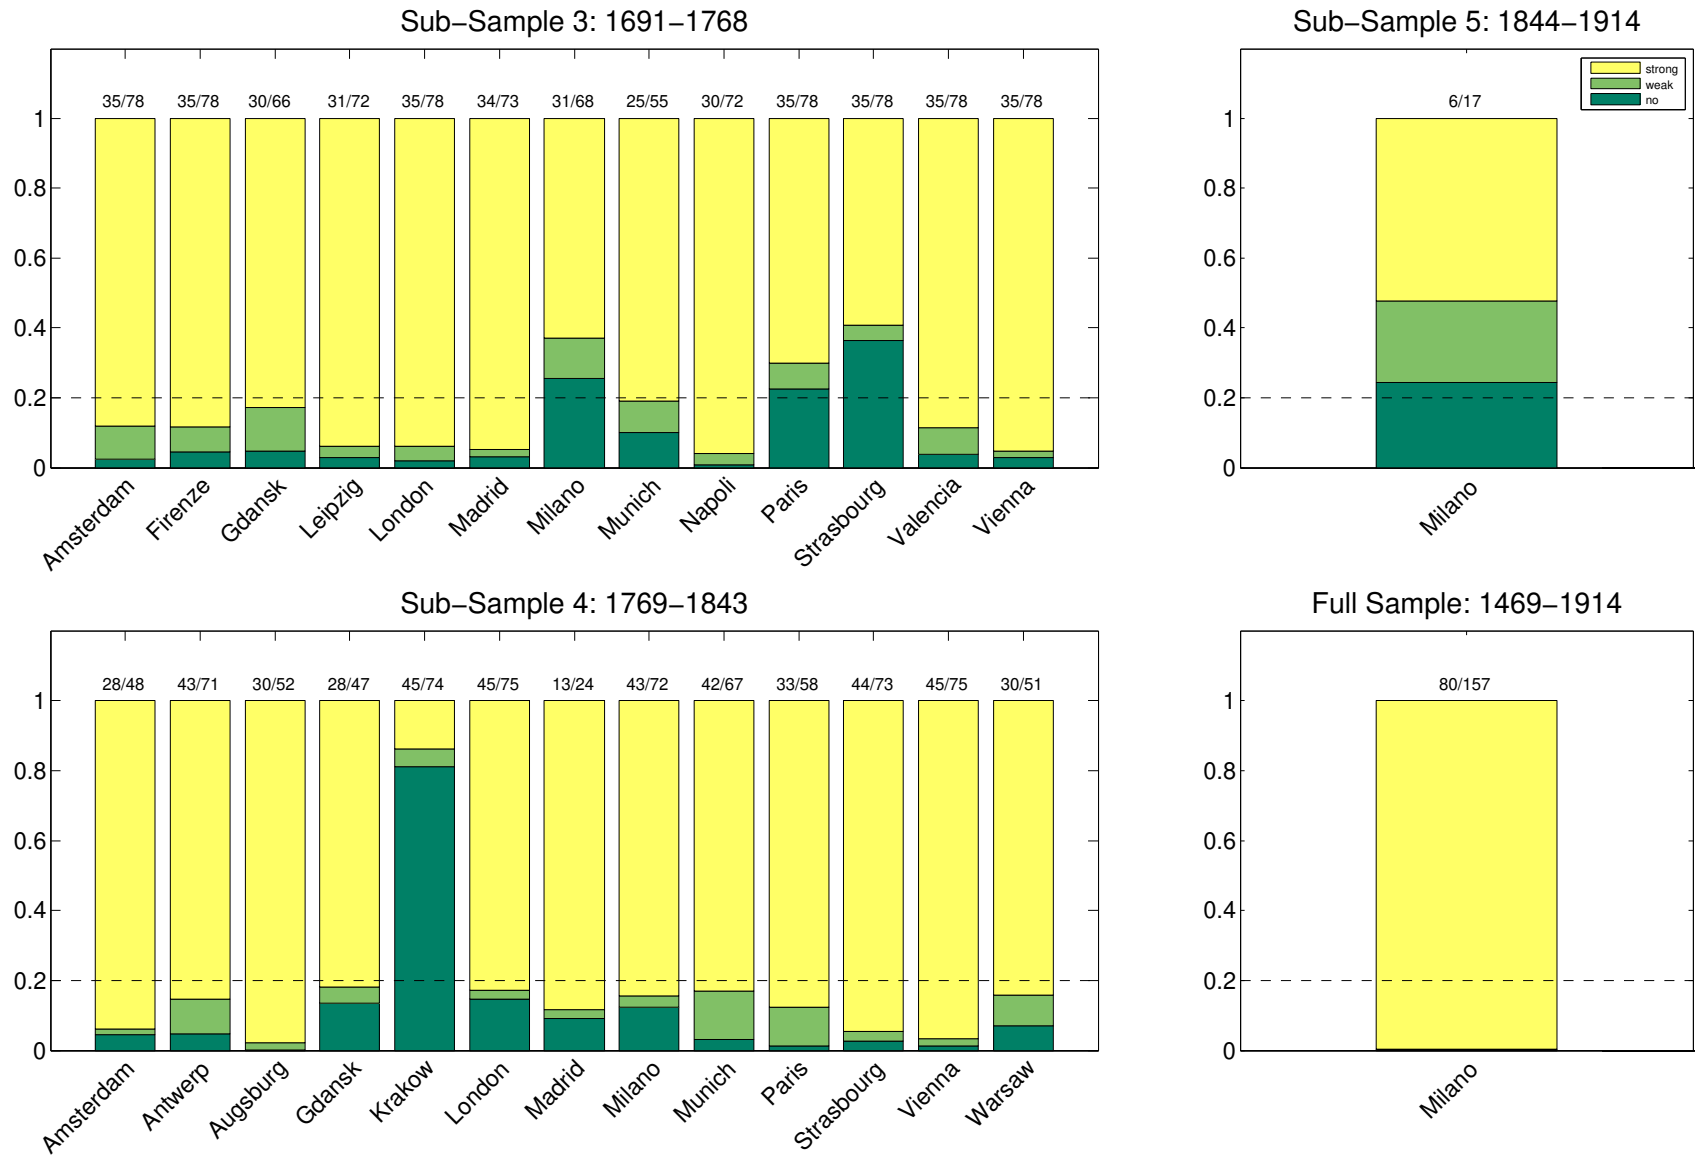 Sub−Sample 3: 1691−1768
35/78 35/78 30/66 31/72 35/78 34/73 31/68 25/55 30/72 35/78 35/78 35/78 35/78
1
0.8
0.6
0.4
0.2
0
Amsterdam Firenze Gdansk Leipzig London Madrid Milano Munich Napoli Paris Strasbourg Valencia Vienna
Sub−Sample 5: 1844−1914
strong
weak
no
6/17
1
0.8
0.6
0.4
0.2
0
Milano
Sub−Sample 4: 1769−1843
28/48 43/71 30/52 28/47 45/74 45/75 13/24 43/72 42/67 33/58 44/73 45/75 30/51
1
0.8
0.6
0.4
0.2
0
Amsterdam Antwerp Augsburg Gdansk Krakow London Madrid Milano Munich Paris Strasbourg Vienna Warsaw
Full Sample: 1469−1914
80/157
1
0.8
0.6
0.4
0.2
0
Milano